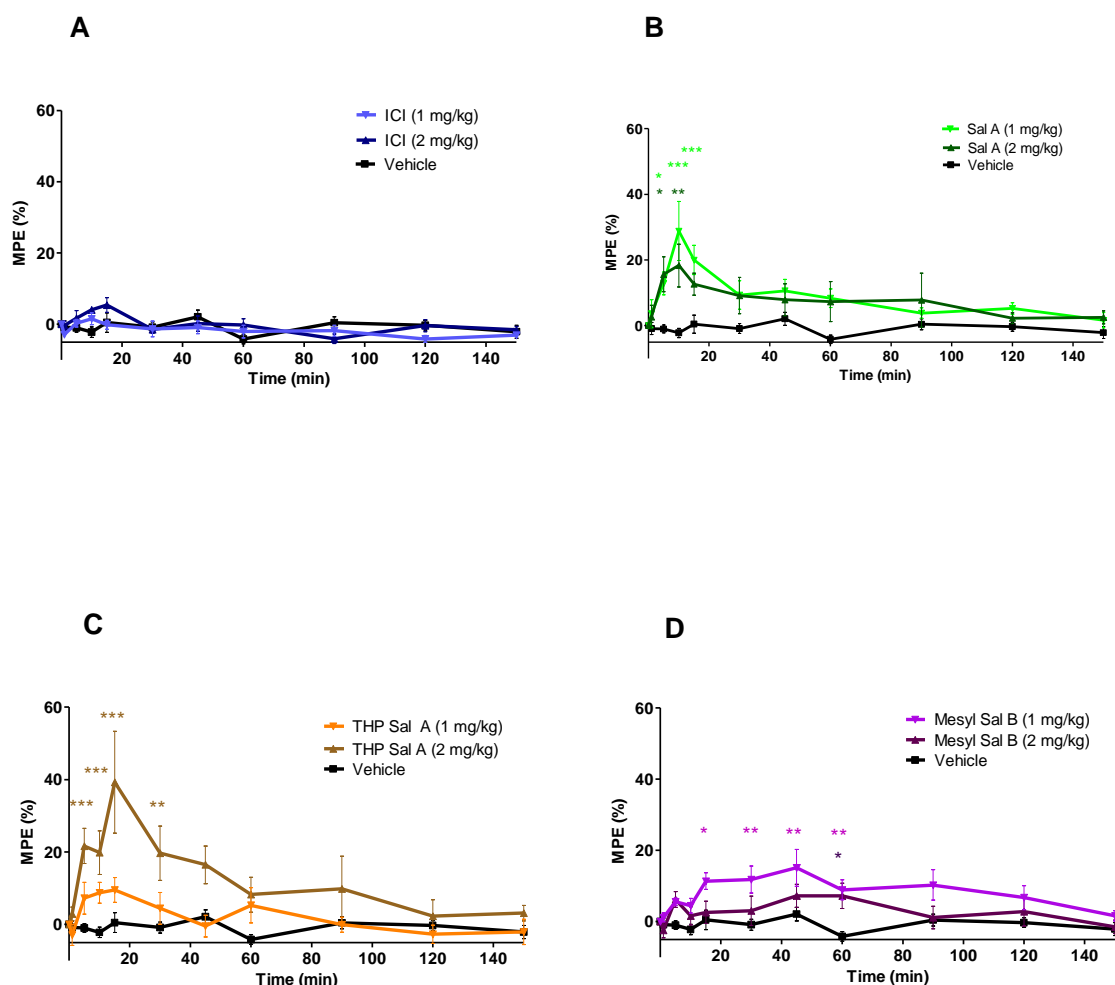 A
MPE (%)
60
40
20
0
ICI (1 mg/kg)
ICI (2 mg/kg)
Vehicle
20 40 60 80 100 120 140
Time (min)
B
MPE (%)
60
40
20
0
Sal A (1 mg/kg)
Sal A (2 mg/kg)
Vehicle
* *** ***
* **
20 40 60 80 100 120 140
Time (min)
C
MPE (%)
60
40
20
0
THP Sal A (1 mg/kg)
THP Sal A (2 mg/kg)
Vehicle
*** *** *** **
20 40 60 80 100 120 140
Time (min)
D
MPE (%)
60
40
20
0
Mesyl Sal B (1 mg/kg)
Mesyl Sal B (2 mg/kg)
Vehicle
* ** ** **
*
20 40 60 80 100 120 140
Time (min)